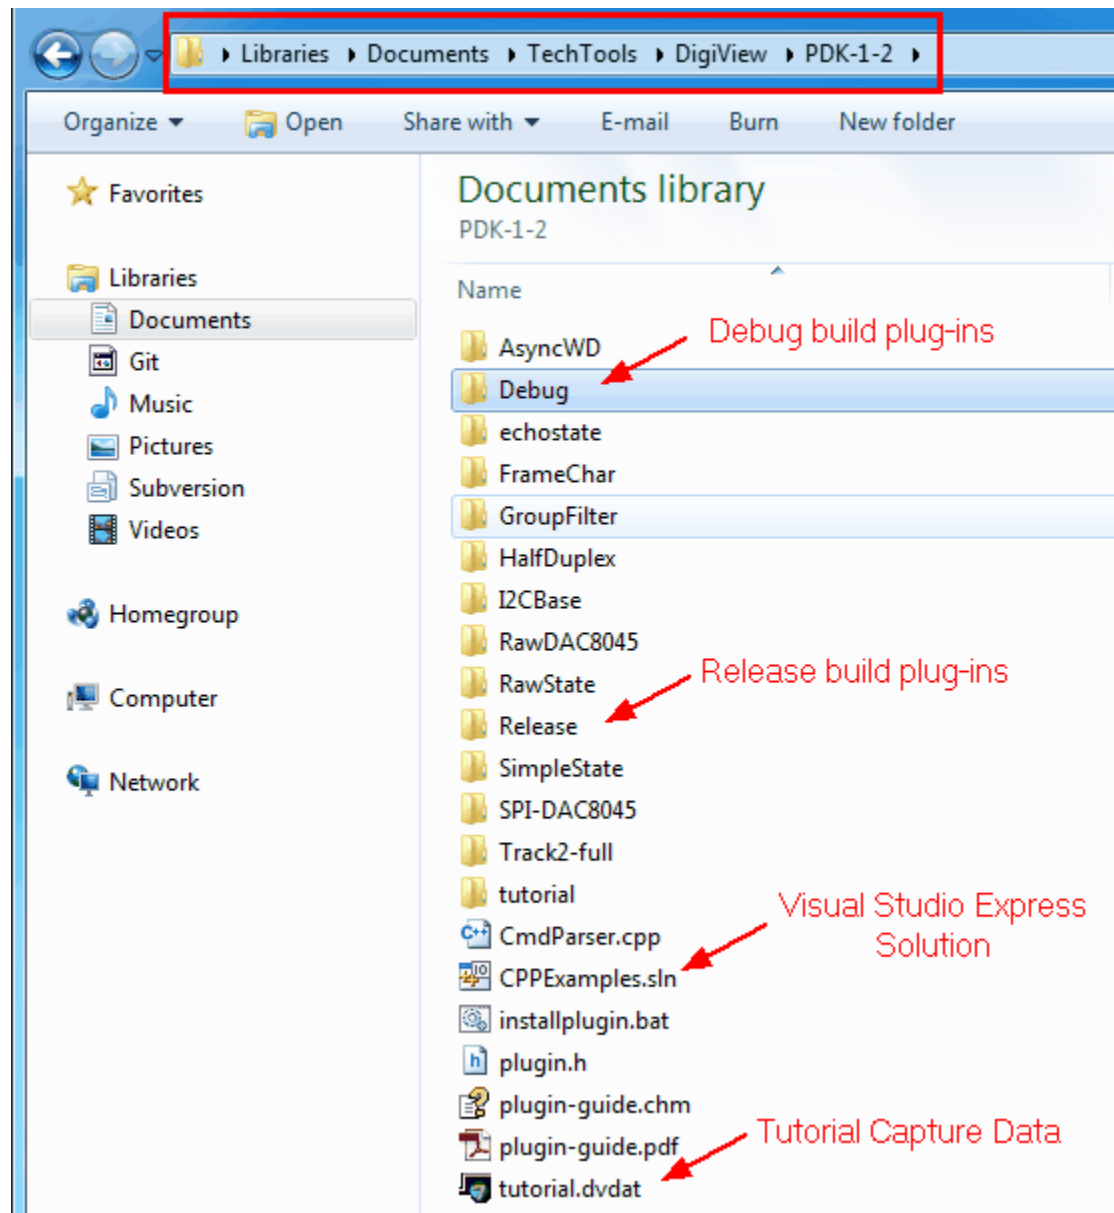 Libraries Documents TechTools DigiView PDK-1-2
Organize Open Share with E-mail Burn New folder
Favorites
Libraries
Documents
Git
Music
Pictures
Subversion
Videos
Homegroup
Computer
Network
Documents library
PDK-1-2
Name
AsyncWD
Debug build plug-ins
Debug
echostate
FrameChar
GroupFilter
HalfDuplex
I2CBase
RawDAC8045
RawState
Release build plug-ins
Release
SimpleState
SPI-DAC8045
Track2-full
tutorial
Visual Studio Express
Solution
CmdParser.cpp
CPPExamples.sln
installplugin.bat
plugin.h
plugin-guide.chm
Tutorial Capture Data
plugin-guide.pdf
tutorial.dvdat